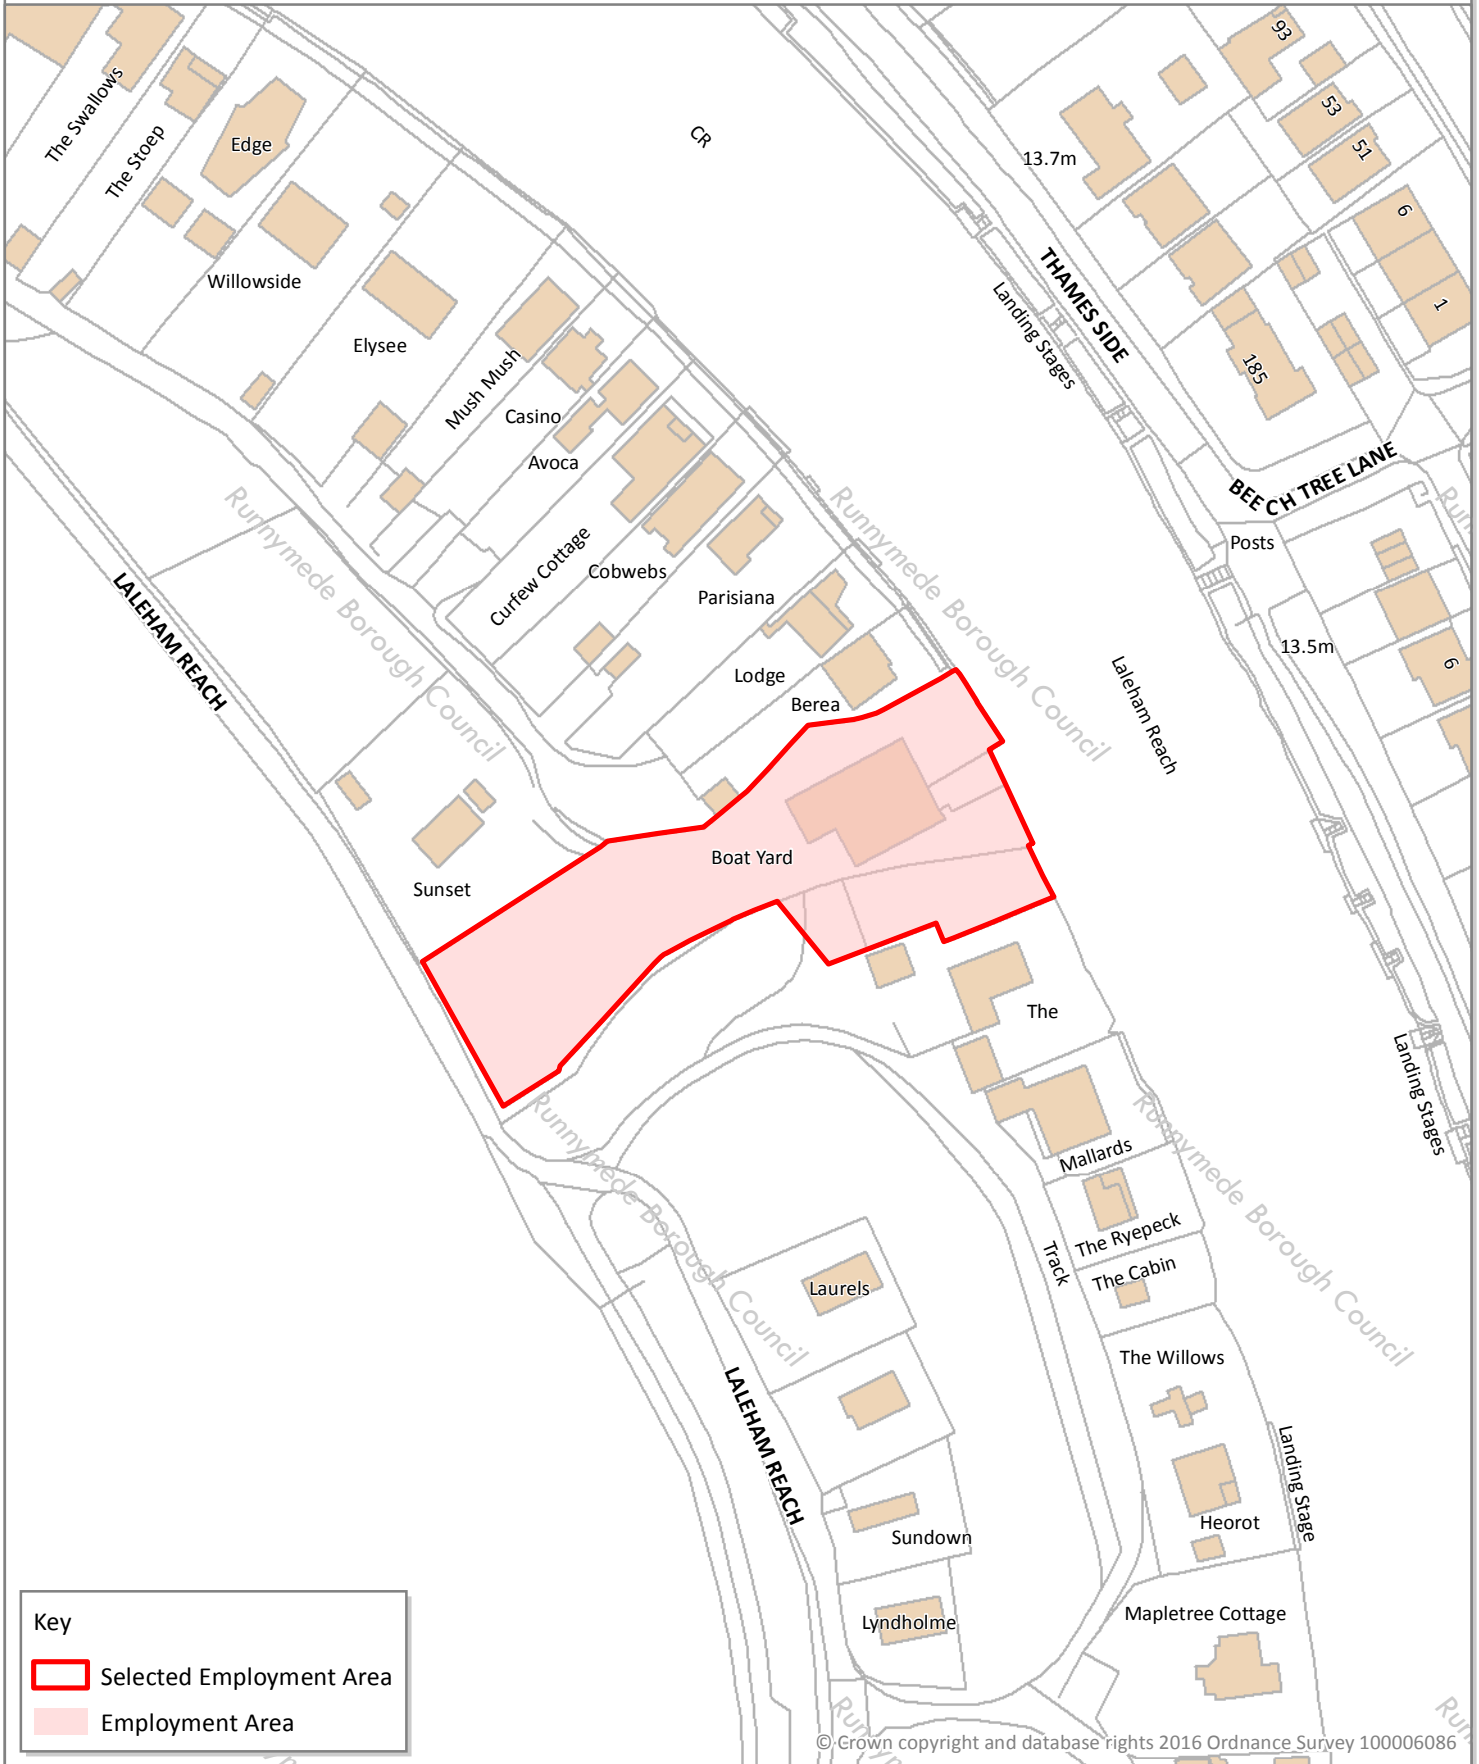 93
53
51
6
1
CR
13.7m
The Swallows
The Stoep
Edge
Willowside
Elysee
Mush Mush
Casino
Avoca
THAMES SIDE
Landing Stages
185
BEECH TREE LANE
Posts
Curfew Cottage
Cobwebs
Parisiana
Lodge
Berea
13.5m
6
Laleham Reach
LALEHAM REACH
Runnymede Borough Council
Runnymede Borough Council
Run
Boat Yard
Sunset
The
Landing Stages
Mallards
The Ryepeck
The Cabin
Track
Runnymede Borough Council
Runnymede Borough Council
Laurels
The Willows
LALEHAM REACH
Landing Stage
Heorot
Sundown
Lyndholme
Mapletree Cottage
Runny
Run
Key
Selected Employment Area
Employment Area
© Crown copyright and database rights 2016 Ordnance Survey 100006086